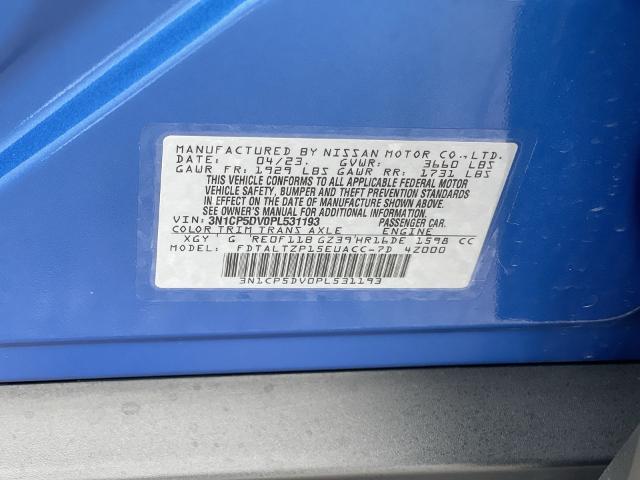 MANUFACTURED BY NISSAN MOTOR CO., LTD.
DATE: 04/23. GVWR: 3660 LBS
GAWR FR: 1929 LBS GAWR RR: 1731 LBS
THIS VEHICLE CONFORMS TO ALL APPLICABLE FEDERAL MOTOR
VEHICLE SAFETY, BUMPER AND THEFT PREVENTION STANDARDS
IN EFFECT ON THE DATE OF MANUFACTURE SHOWN ABOVE.
SEE OWNER'S MANUAL FOR ADDITIONAL INFORMATION.
VIN: 3N1CP5DV0PL531193 PASSENGER CAR.
COLOR TRIM TRANS AXLE ENGINE
XGY G RE0F11B GZ39 HR16DE 1598 CC
MODEL: FDTALTZP15EUACC-7D 4Z000
3N1CP5DV0PL531193